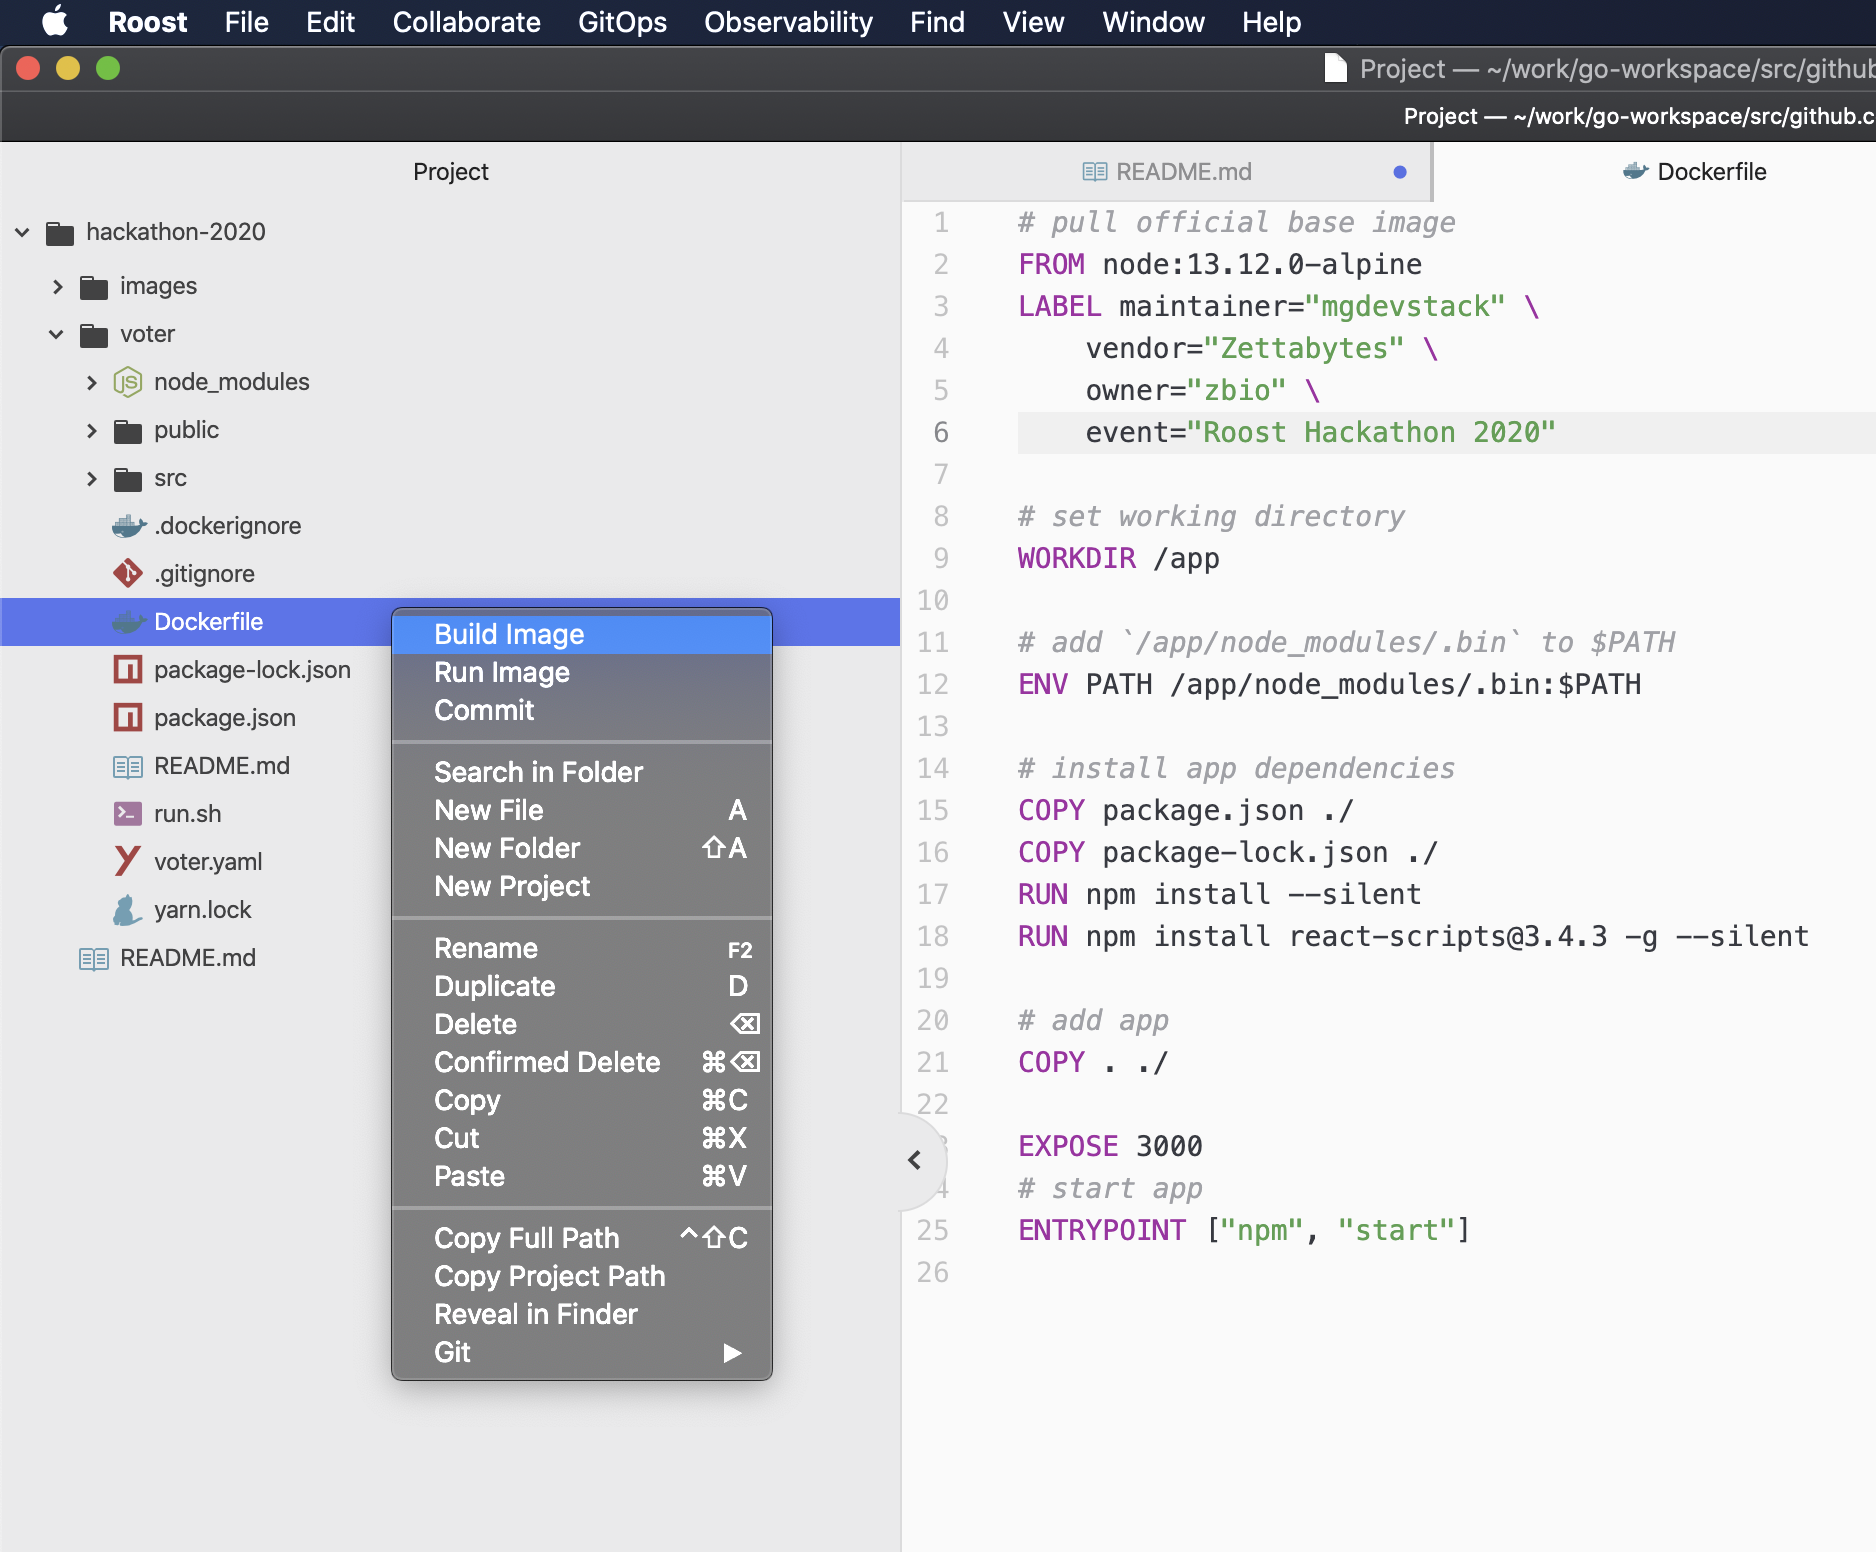 Roost File Edit Collaborate GitOps Observability Find View Window Help
Project — ~/work/go-workspace/src/github
Project — ~/work/go-workspace/src/github.c
Project
hackathon-2020
images
voter
node_modules
public
src
.dockerignore
.gitignore
Dockerfile
package-lock.json
package.json
README.md
run.sh
voter.yaml
yarn.lock
README.md
Build Image
Run Image
Commit
Search in Folder
New File A
New Folder ⇧A
New Project
Rename F2
Duplicate D
Delete ⌫
Confirmed Delete ⌘⌫
Copy ⌘C
Cut ⌘X
Paste ⌘V
Copy Full Path ^⇧C
Copy Project Path
Reveal in Finder
Git ▶
README.md Dockerfile
1 # pull official base image
2 FROM node:13.12.0-alpine
3 LABEL maintainer="mgdevstack" \
4 vendor="Zettabytes" \
5 owner="zbio" \
6 event="Roost Hackathon 2020"
7
8 # set working directory
9 WORKDIR /app
10
11 # add `/app/node_modules/.bin` to $PATH
12 ENV PATH /app/node_modules/.bin:$PATH
13
14 # install app dependencies
15 COPY package.json ./
16 COPY package-lock.json ./
17 RUN npm install --silent
18 RUN npm install react-scripts@3.4.3 -g --silent
19
20 # add app
21 COPY . ./
22
EXPOSE 3000
# start app
25 ENTRYPOINT ["npm", "start"]
26